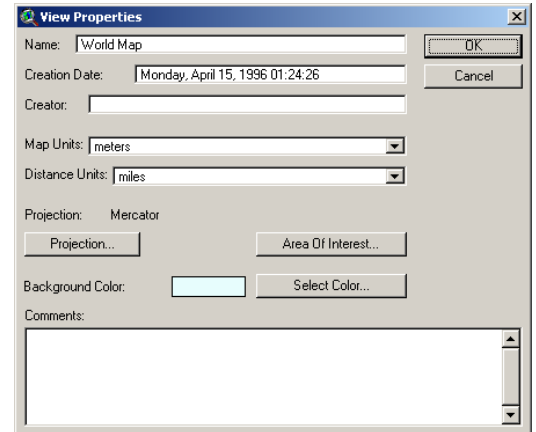 View Properties
Name: World Map
OK
Creation Date: Monday, April 15, 1996 01:24:26
Cancel
Creator:
Map Units: meters
Distance Units: miles
Projection: Mercator
Projection... Area Of Interest...
Background Color: Select Color...
Comments: